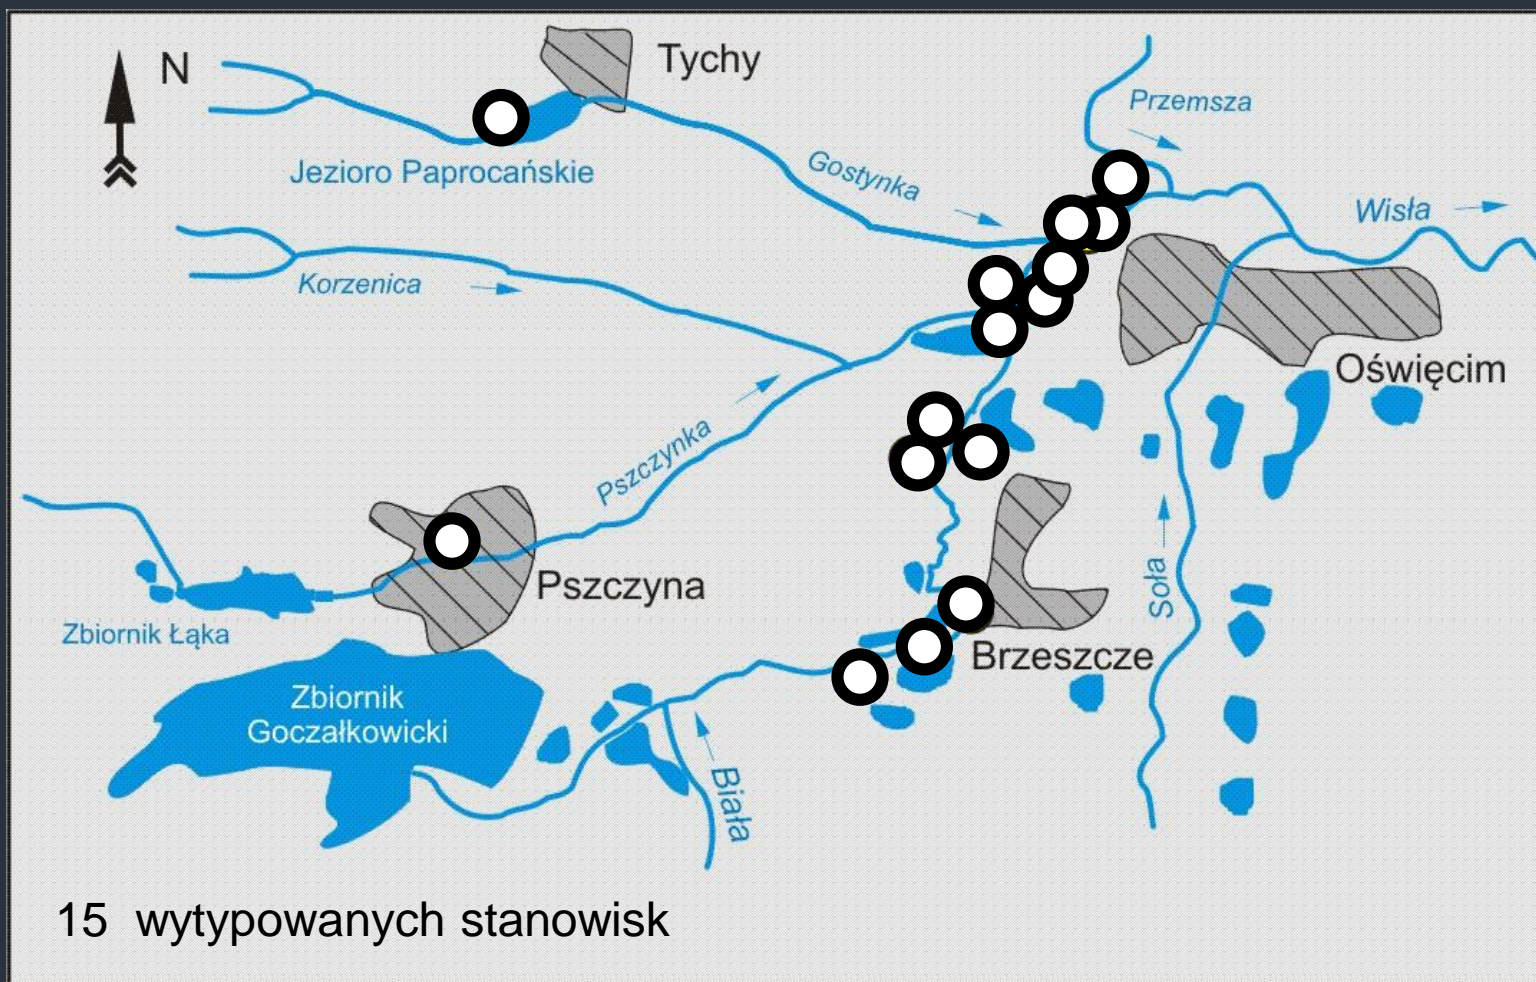 N
Tychy
Przemsza
Jezioro Paprocańskie
Gostynka
Wisła
Korzenica
Oświęcim
Pszczynka
Soła
Pszczyna
Zbiornik Łąka
Brzeszcze
Zbiornik
Goczałkowicki
Biała
15 wytypowanych stanowisk